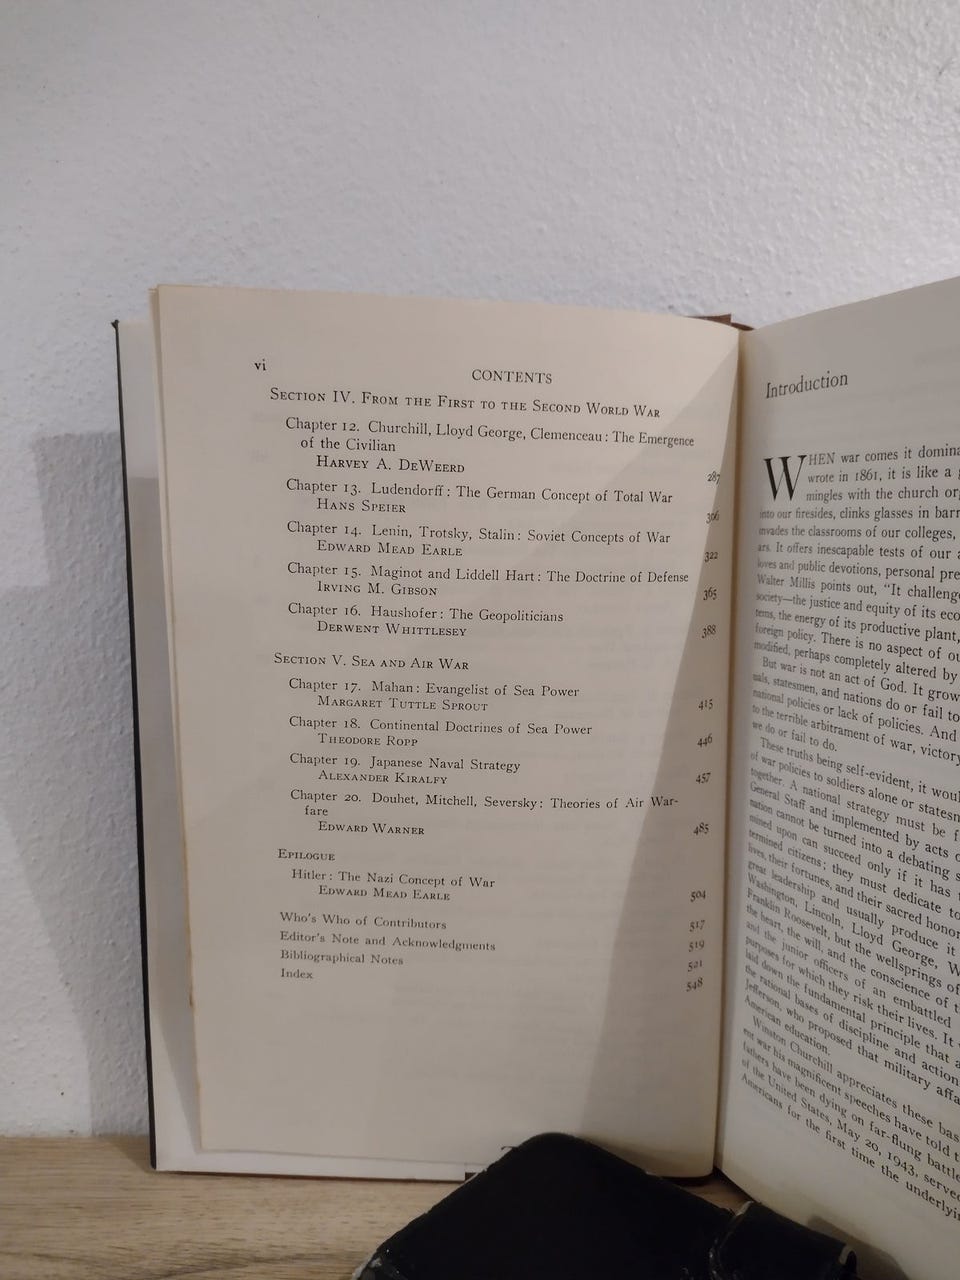 vi
CONTENTS
Section IV. From the First to the Second World War
Chapter 12. Churchill, Lloyd George, Clemenceau: The Emergence
of the Civilian
Harvey A. DeWeerd 287
Chapter 13. Ludendorff: The German Concept of Total War
Hans Speier 306
Chapter 14. Lenin, Trotsky, Stalin: Soviet Concepts of War
Edward Mead Earle 322
Chapter 15. Maginot and Liddell Hart: The Doctrine of Defense
Irving M. Gibson 365
Chapter 16. Haushofer: The Geopoliticians
Derwent Whittlesey 388
Section V. Sea and Air War
Chapter 17. Mahan: Evangelist of Sea Power
Margaret Tuttle Sprout 415
Chapter 18. Continental Doctrines of Sea Power
Theodore Ropp 446
Chapter 19. Japanese Naval Strategy
Alexander Kiralfy 457
Chapter 20. Douhet, Mitchell, Seversky: Theories of Air War-
fare
Edward Warner 485
Epilogue
Hitler: The Nazi Concept of War
Edward Mead Earle 504
Who's Who of Contributors 517
Editor's Note and Acknowledgments 519
Bibliographical Notes 521
Index 548
Introduction
WHEN war comes it domina
wrote in 1861, it is like a g
mingles with the church or
into our firesides, clinks glasses in barr
invades the classrooms of our colleges,
ars. It offers inescapable tests of our a
loves and public devotions, personal pre
Walter Millis points out, "It challeng
society—the justice and equity of its eco
tems, the energy of its productive plant,
foreign policy. There is no aspect of ou
modified, perhaps completely altered by
But war is not an act of God. It grow
uals, statesmen, and nations do or fail to
national policies or lack of policies. And
to the terrible arbitrament of war, victory
we do or fail to do.
These truths being self-evident, it woul
of war policies to soldiers alone or statesm
together. A national strategy must be f
General Staff and implemented by acts o
nation cannot be turned into a debating s
mined upon can succeed only if it has t
termined citizens; they must dedicate to
lives, their fortunes, and their sacred honor
great leadership and usually produce it
Washington, Lincoln, Lloyd George, W
Franklin Roosevelt, but the wellsprings of
the heart, the will, and the conscience of t
and the junior officers of an embattled
purposes for which they risk their lives. It
laid down the fundamental principle that a
the rational bases of discipline and action
Jefferson, who proposed that military affa
American education.
Winston Churchill appreciates these bas
ent war his magnificent speeches have told t
fathers have been dying on far-flung battle
of the United States, May 20, 1943, serve
Americans for the first time the underlyi